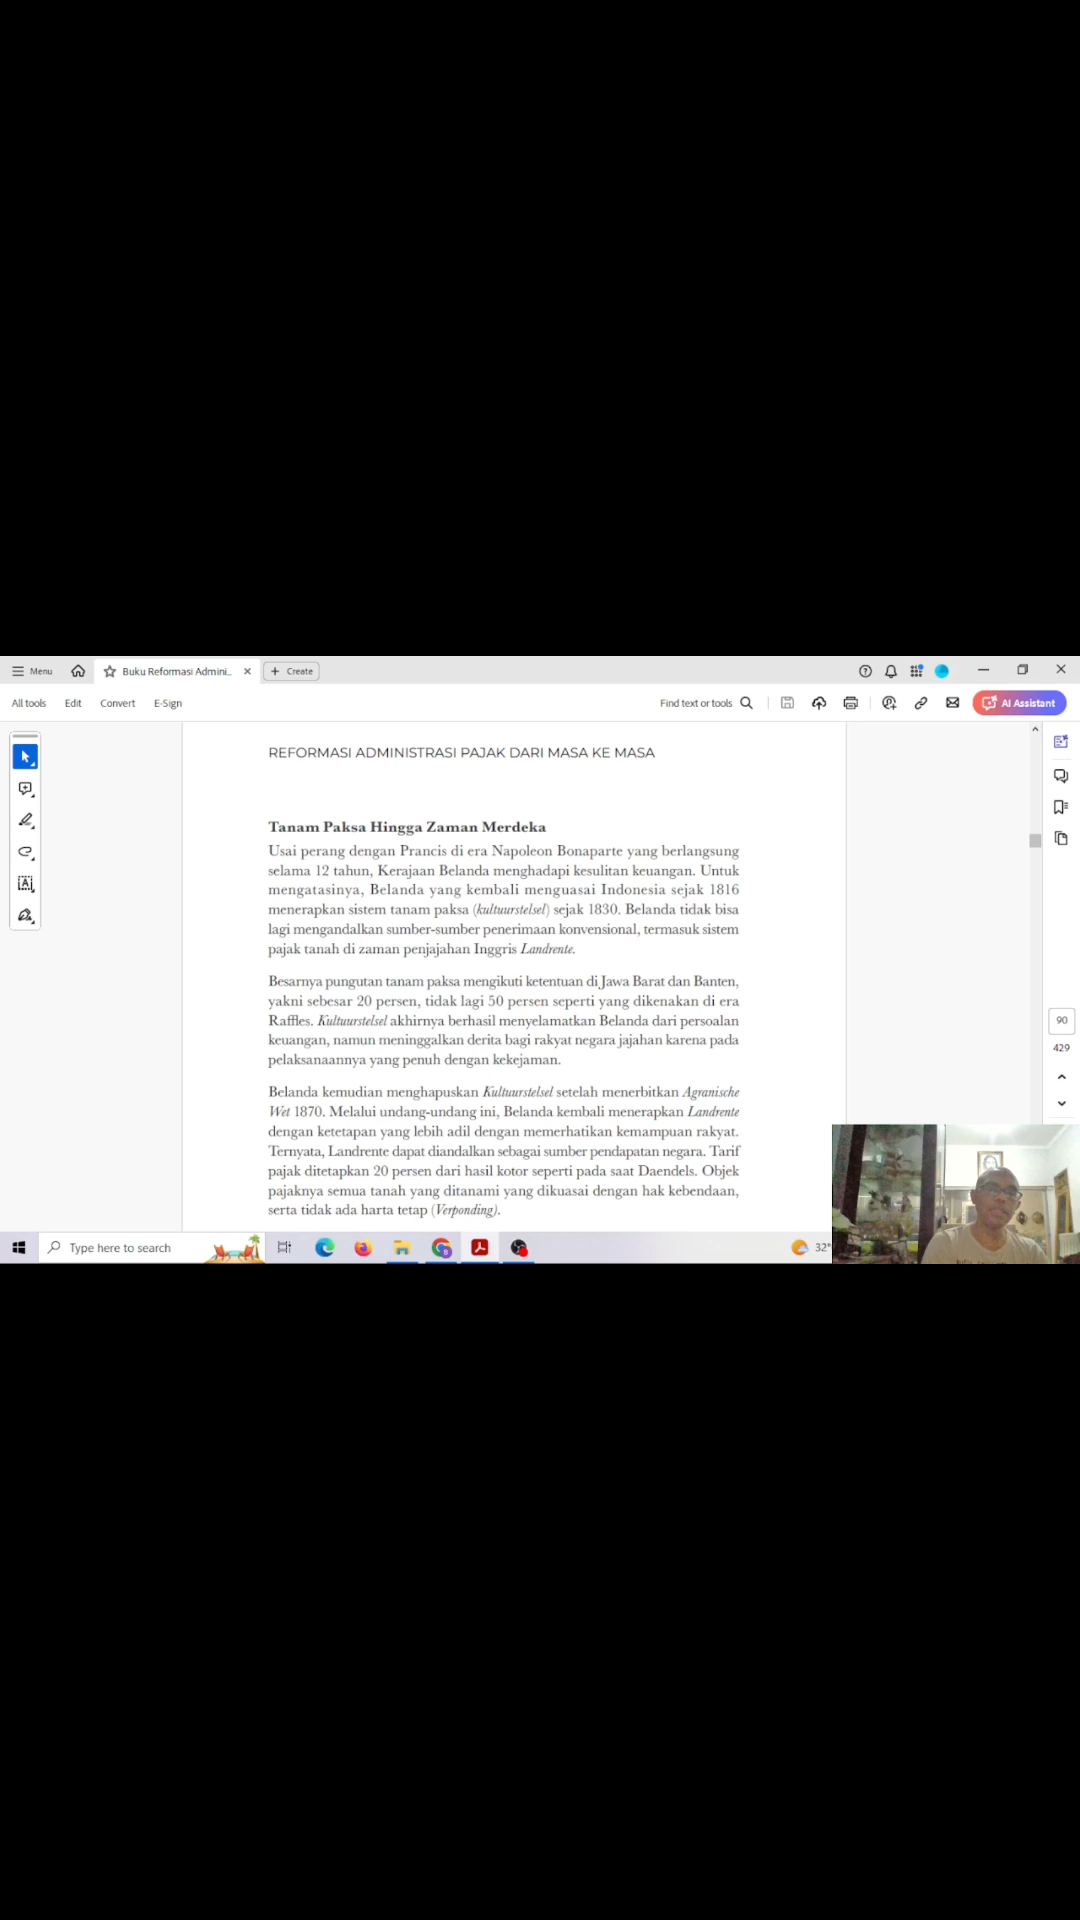 Menu
Buku Reformasi Admini...
Create
All tools
Edit
Convert
E-Sign
Find text or tools
AI Assistant
REFORMASI ADMINISTRASI PAJAK DARI MASA KE MASA
Tanam Paksa Hingga Zaman Merdeka
Usai perang dengan Prancis di era Napoleon Bonaparte yang berlangsung
selama 12 tahun, Kerajaan Belanda menghadapi kesulitan keuangan. Untuk
mengatasinya, Belanda yang kembali menguasai Indonesia sejak 1816
menerapkan sistem tanam paksa (kultuurstelsel) sejak 1830. Belanda tidak bisa
lagi mengandalkan sumber-sumber penerimaan konvensional, termasuk sistem
pajak tanah di zaman penjajahan Inggris Landrente.
Besarnya pungutan tanam paksa mengikuti ketentuan di Jawa Barat dan Banten,
yakni sebesar 20 persen, tidak lagi 50 persen seperti yang dikenakan di era
Raffles. Kultuurstelsel akhirnya berhasil menyelamatkan Belanda dari persoalan
keuangan, namun meninggalkan derita bagi rakyat negara jajahan karena pada
pelaksanaannya yang penuh dengan kekejaman.
Belanda kemudian menghapuskan Kultuurstelsel setelah menerbitkan Agranische
Wet 1870. Melalui undang-undang ini, Belanda kembali menerapkan Landrente
dengan ketetapan yang lebih adil dengan memerhatikan kemampuan rakyat.
Ternyata, Landrente dapat diandalkan sebagai sumber pendapatan negara. Tarif
pajak ditetapkan 20 persen dari hasil kotor seperti pada saat Daendels. Objek
pajaknya semua tanah yang ditanami yang dikuasai dengan hak kebendaan,
serta tidak ada harta tetap (Verponding).
90
429
Type here to search
32°